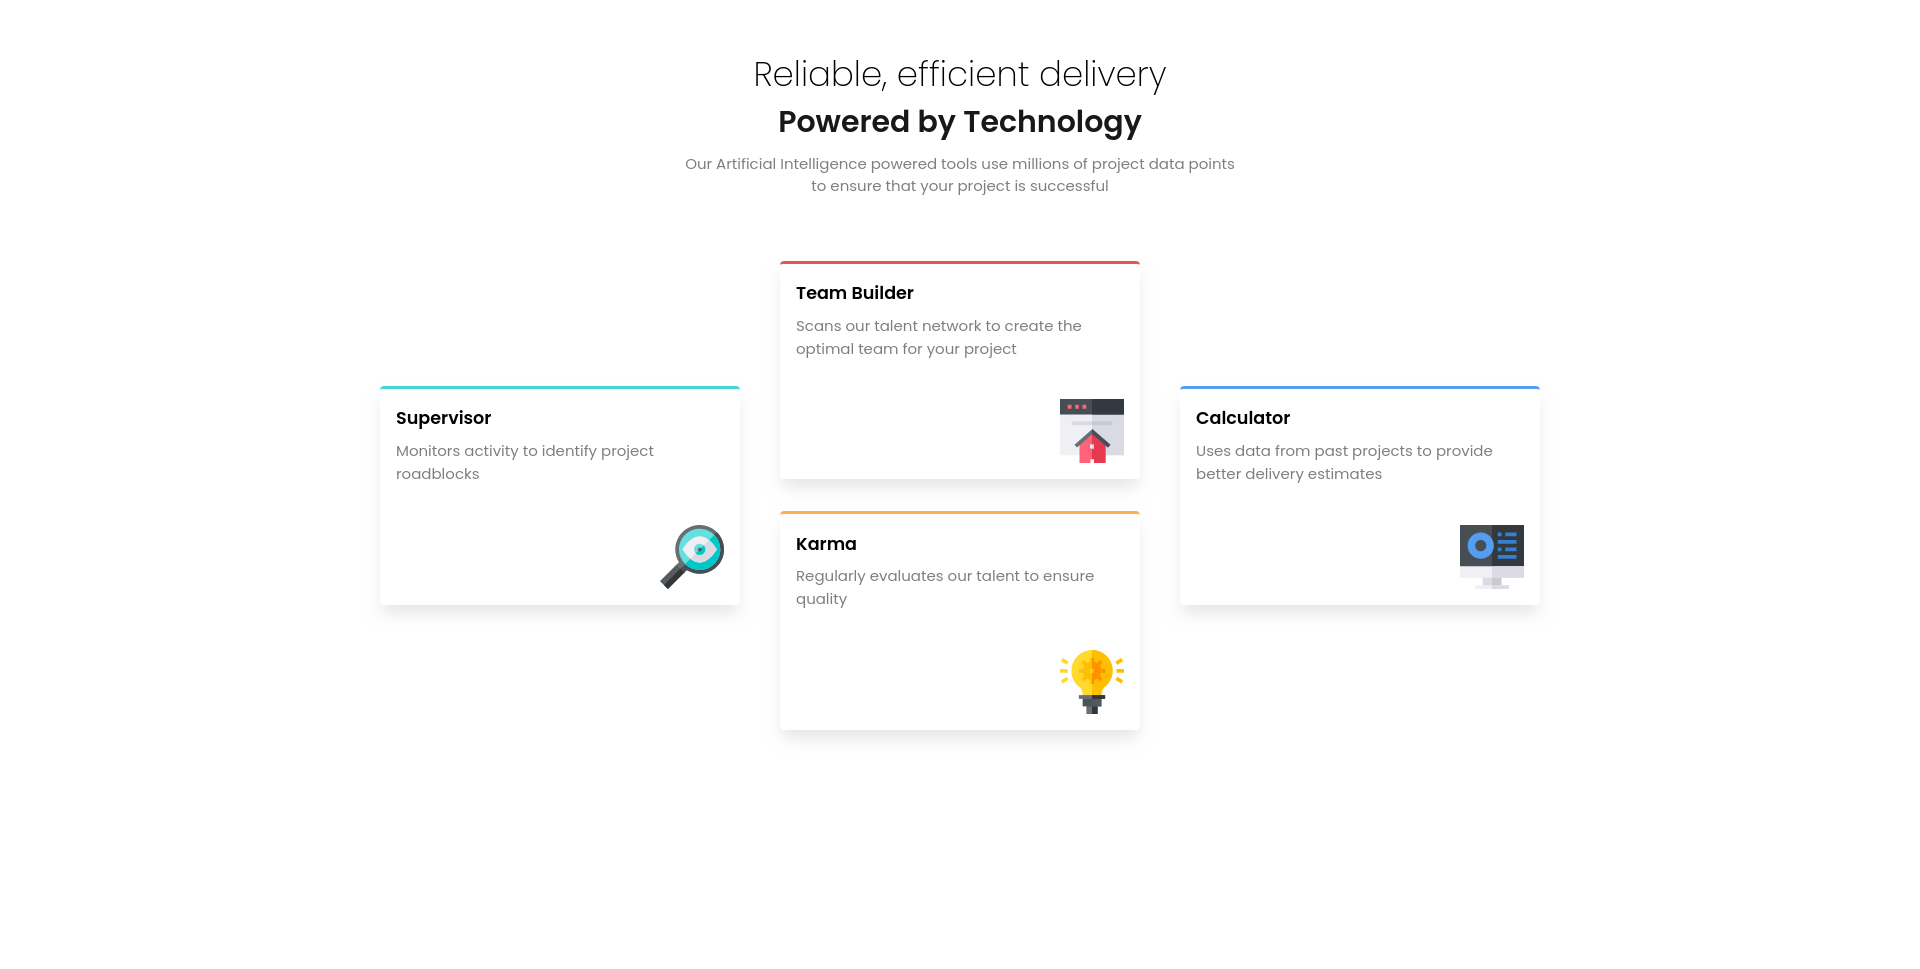 Reliable, efficient delivery
Powered by Technology
Our Artificial Intelligence powered tools use millions of project data points
to ensure that your project is successful
Supervisor
Monitors activity to identify project
roadblocks
Team Builder
Scans our talent network to create the
optimal team for your project
Karma
Regularly evaluates our talent to ensure
quality
Calculator
Uses data from past projects to provide
better delivery estimates